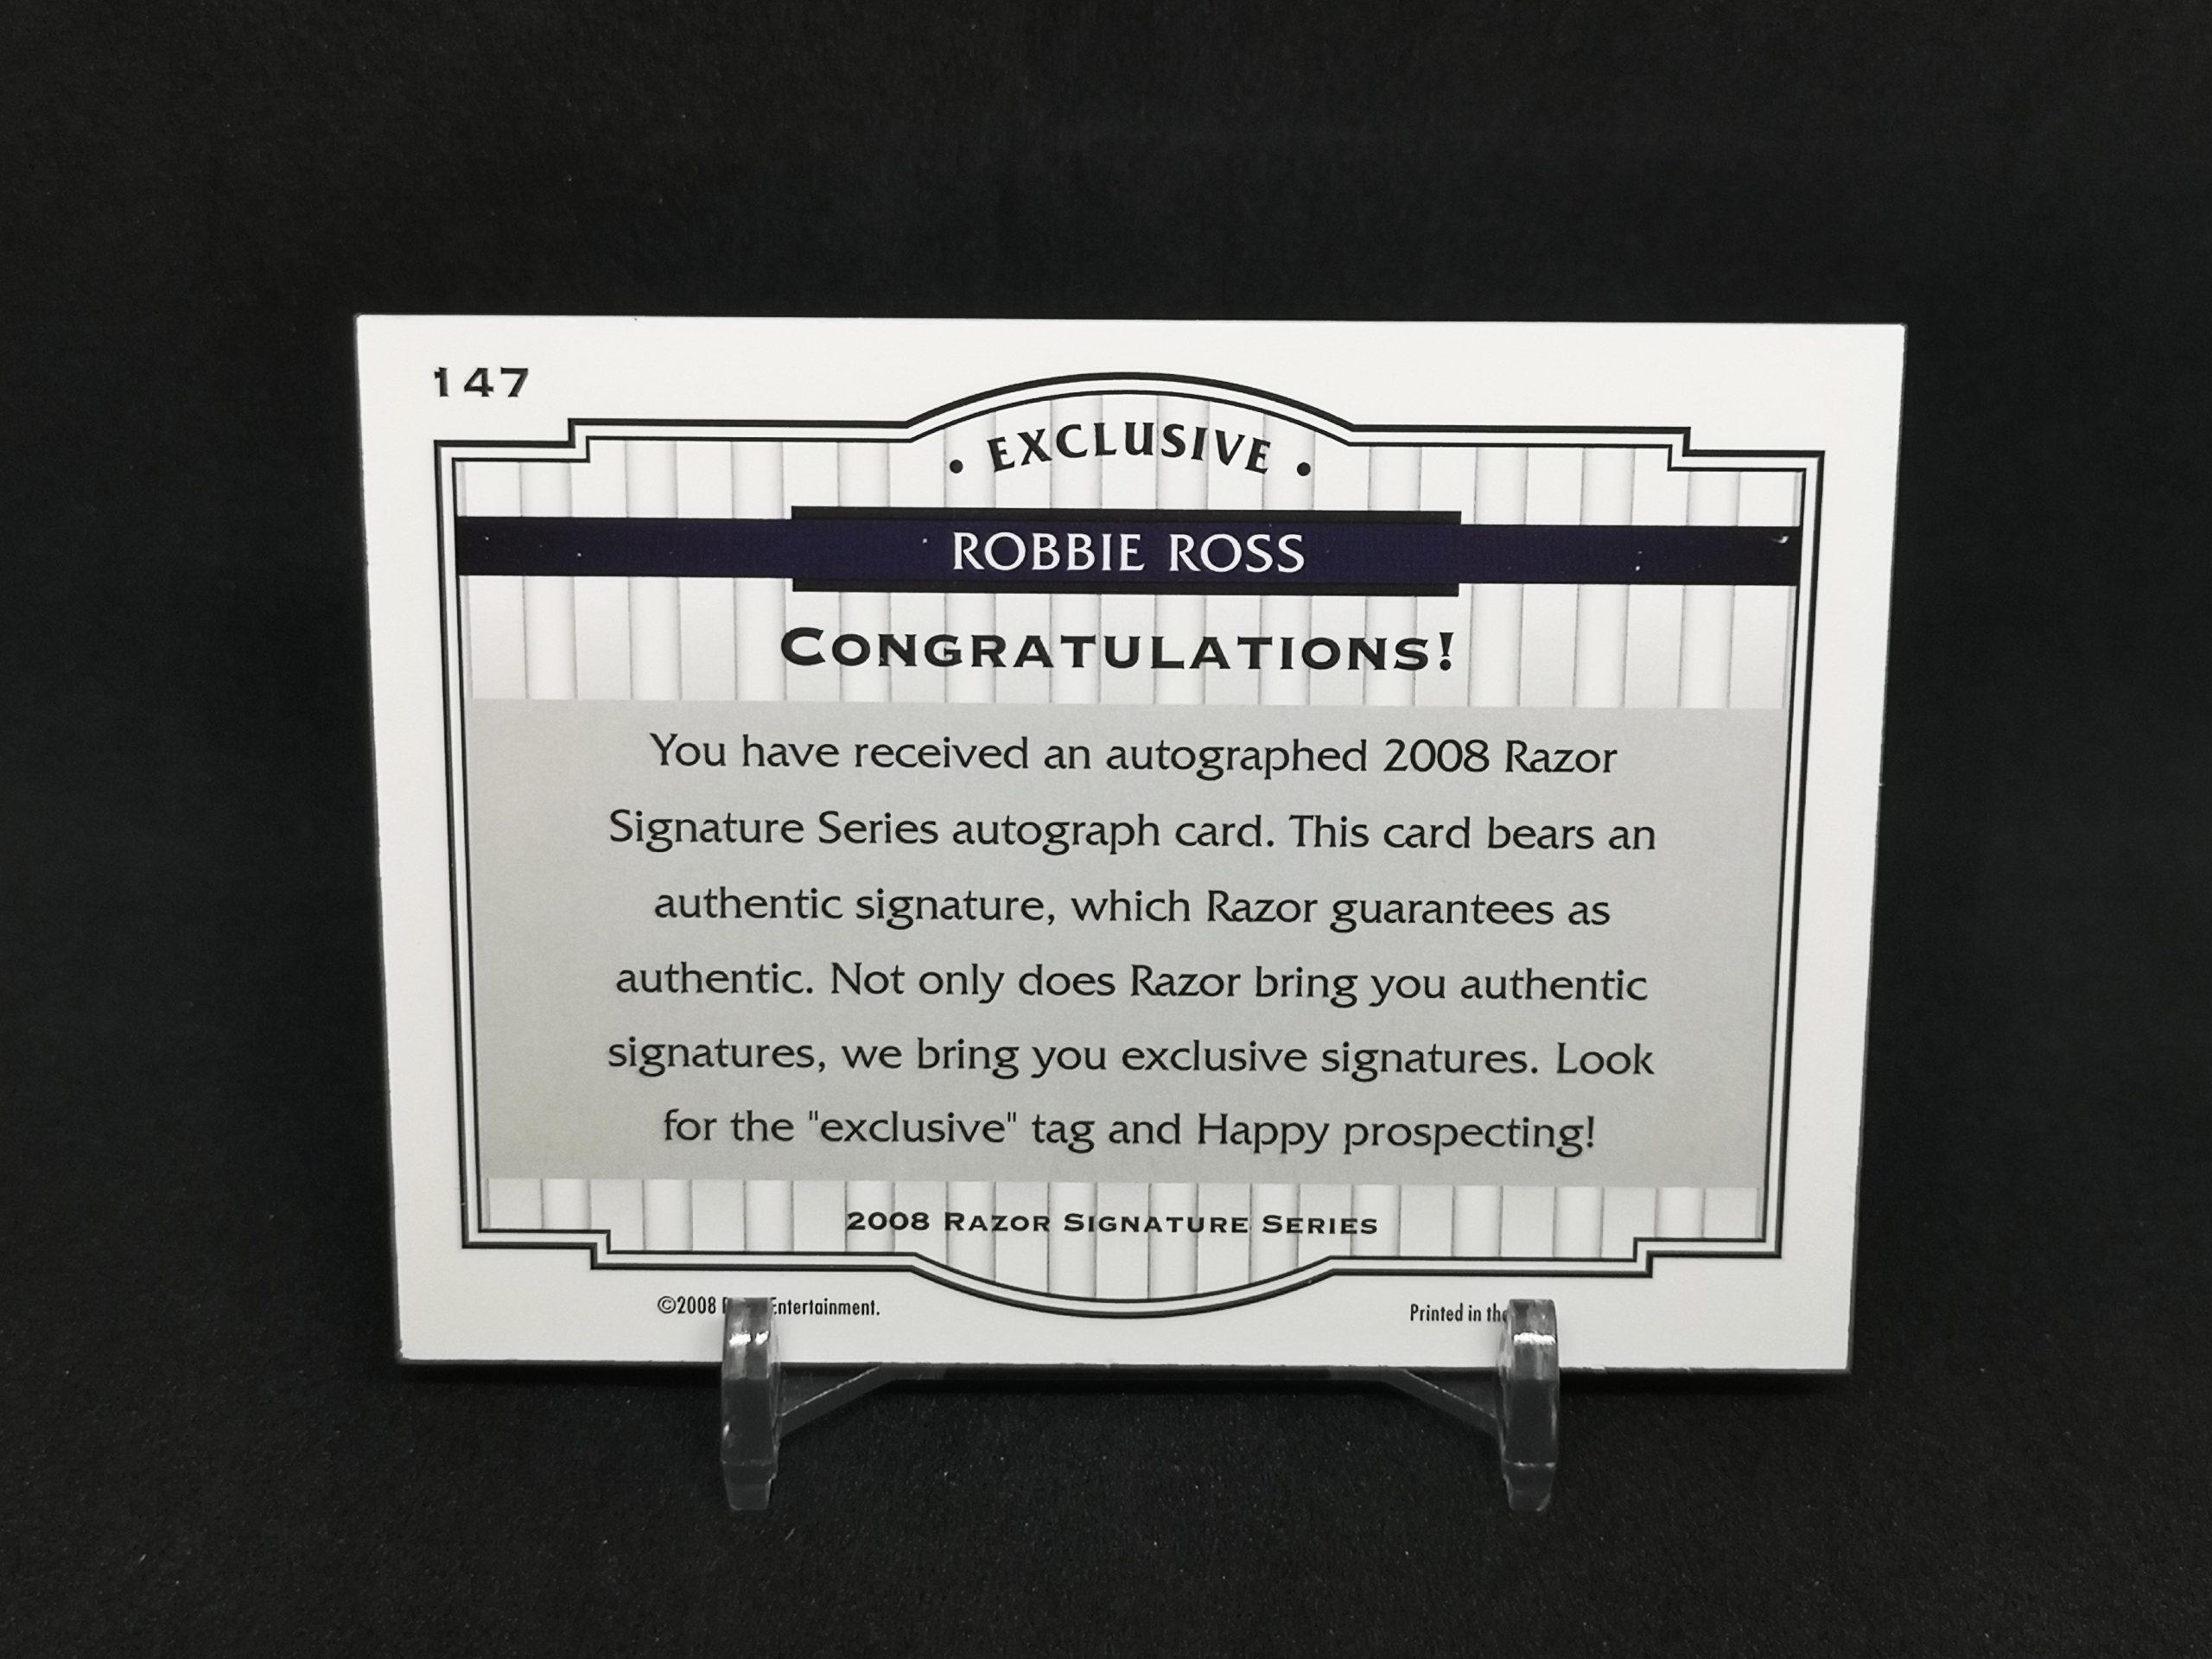 147
• EXCLUSIVE •
ROBBIE ROSS
CONGRATULATIONS!
You have received an autographed 2008 Razor
Signature Series autograph card. This card bears an
authentic signature, which Razor guarantees as
authentic. Not only does Razor bring you authentic
signatures, we bring you exclusive signatures. Look
for the "exclusive" tag and Happy prospecting!
2008 RAZOR SIGNATURE SERIES
©2008 Entertainment.
Printed in the